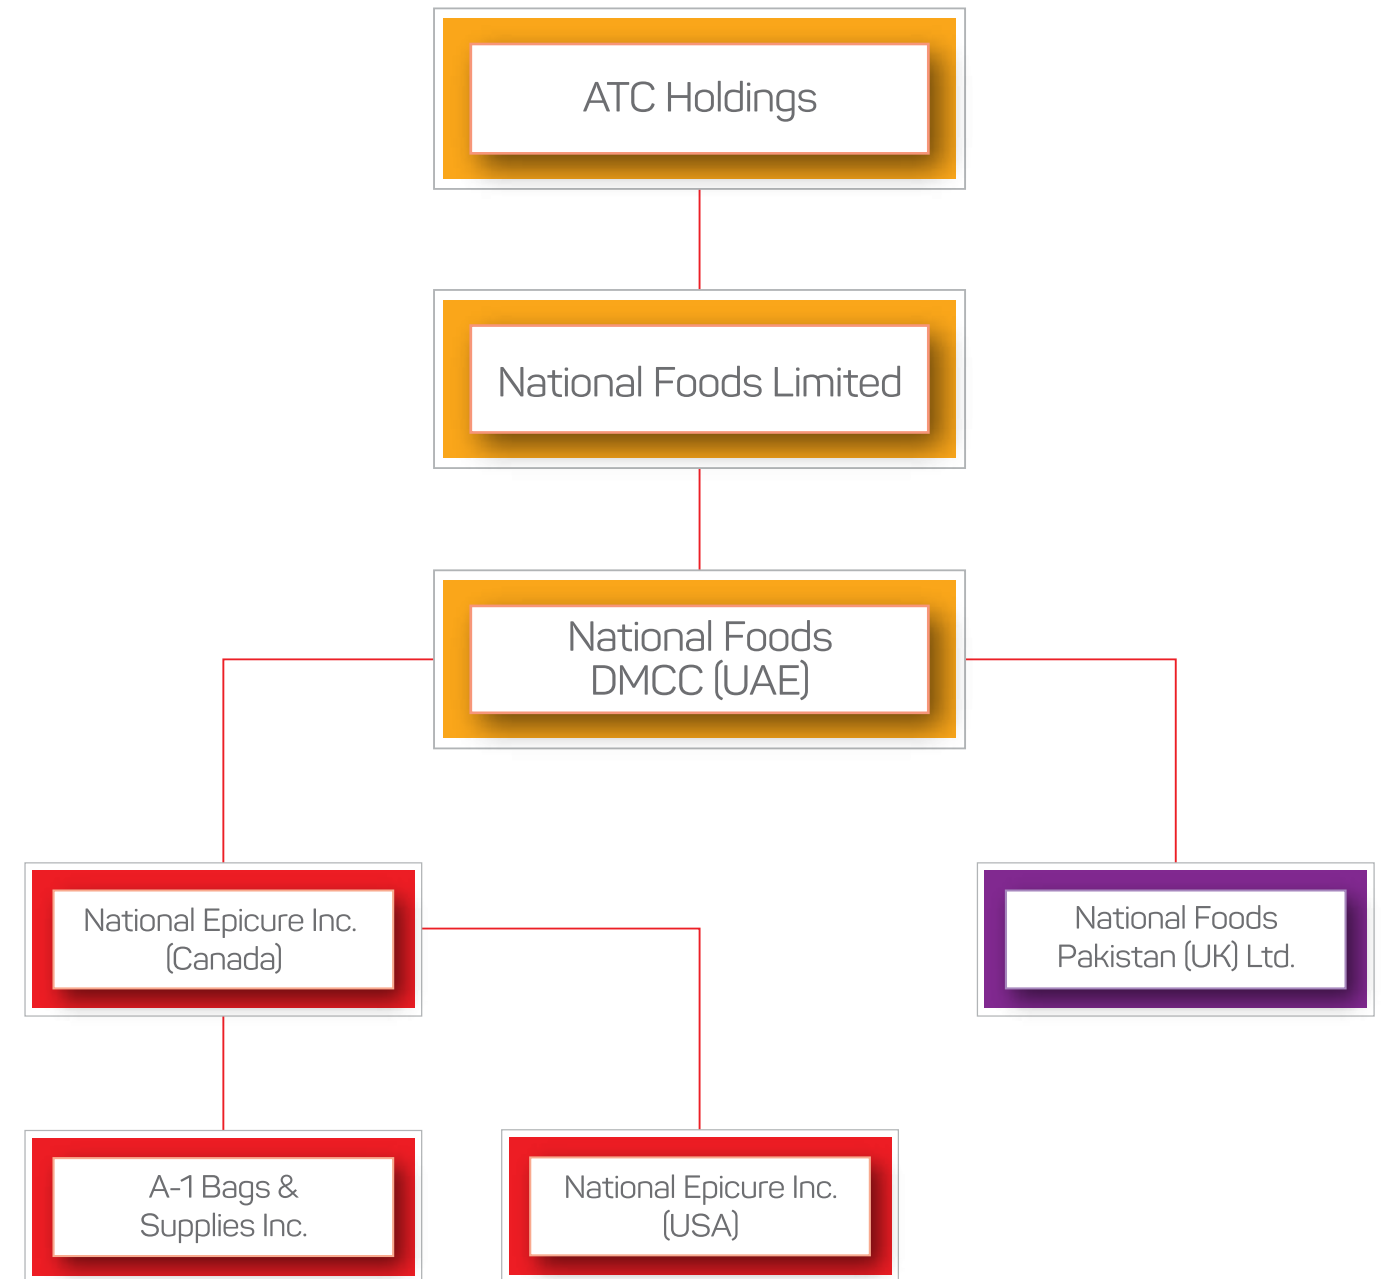 ATC Holdings
National Foods Limited
National Foods
DMCC (UAE)
National Epicure Inc.
(Canada)
National Foods
Pakistan (UK) Ltd.
A-1 Bags &
Supplies Inc.
National Epicure Inc.
(USA)